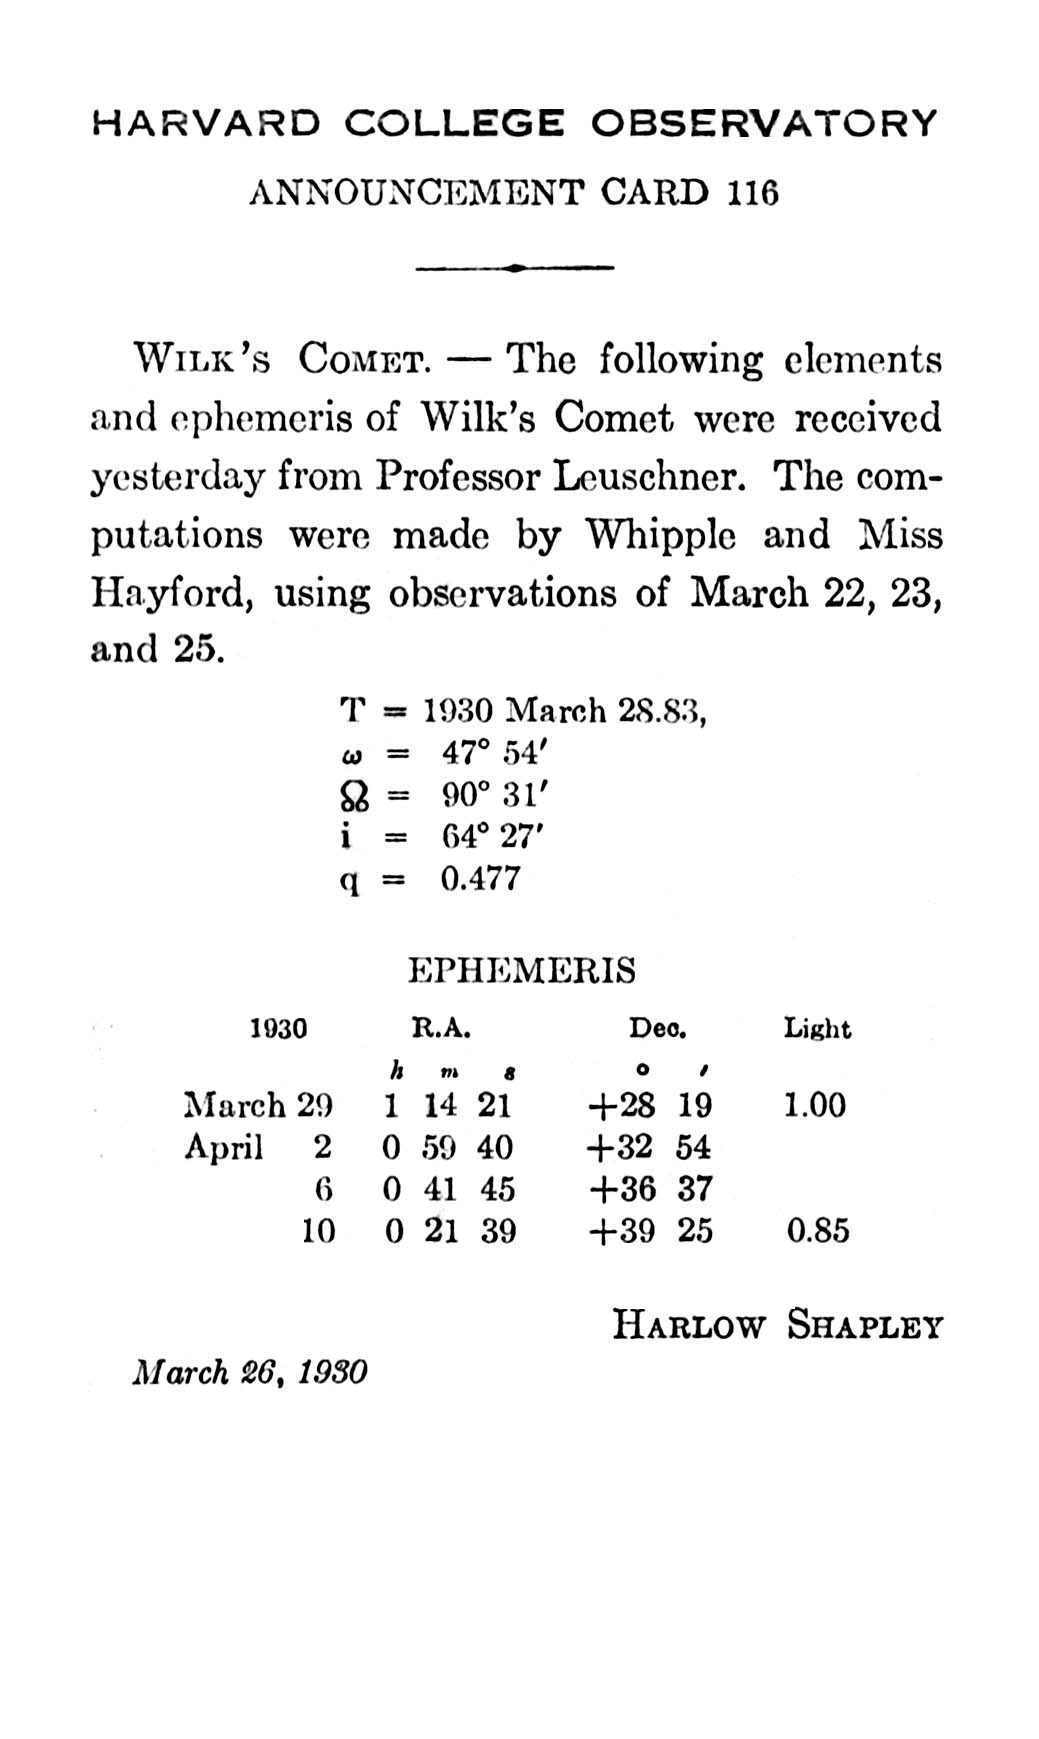 HARVARD COLLEGE OBSERVATORY
ANNOUNCEMENT CARD 116
WILK's COMET. — The following elements
and ephemeris of Wilk's Comet were received
yesterday from Professor Leuschner. The com-
putations were made by Whipple and Miss
Hayford, using observations of March 22, 23,
and 25.
T = 1930 March 28.83,
ω = 47° 54′
☊ = 90° 31′
i = 64° 27′
q = 0.477
EPHEMERIS
1930 R.A. Dec. Light
h m s ° ′
March 29 1 14 21 +28 19 1.00
April 2 0 59 40 +32 54
6 0 41 45 +36 37
10 0 21 39 +39 25 0.85
HARLOW SHAPLEY
March 26, 1930